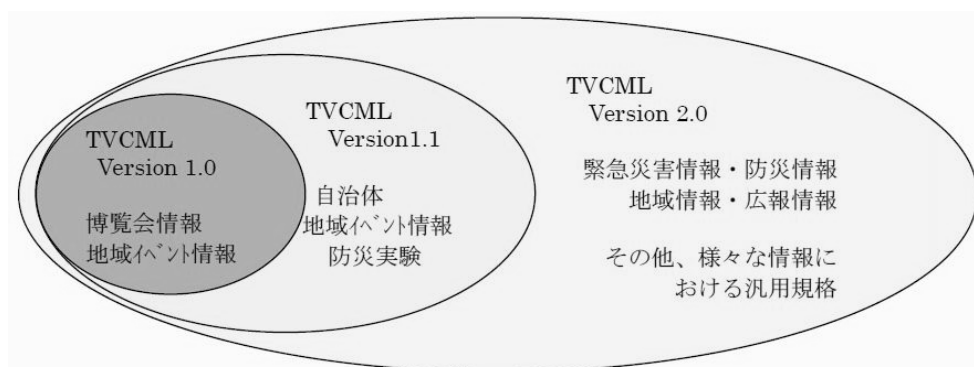 TVCML
Version 1.0
博覧会情報
地域ｲﾍﾞﾝﾄ情報
TVCML
Version1.1
自治体
地域ｲﾍﾞﾝﾄ情報
防災実験
TVCML
Version 2.0
緊急災害情報・防災情報
地域情報・広報情報
その他、様々な情報に
おける汎用規格